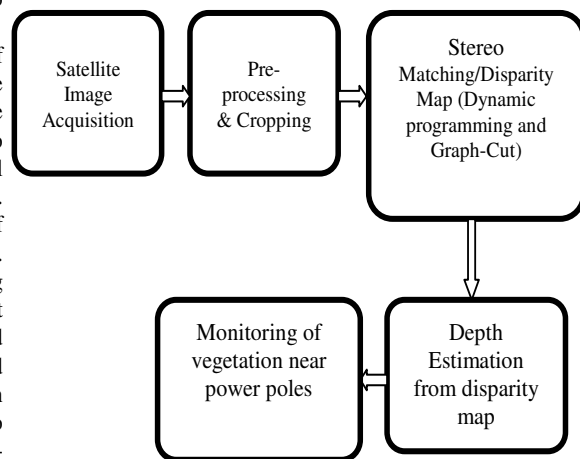 Satellite
Image
Acquisition
Pre-
processing
& Cropping
Stereo
Matching/Disparity
Map (Dynamic
programming and
Graph-Cut)
Depth
Estimation
from disparity
map
Monitoring of
vegetation near
power poles